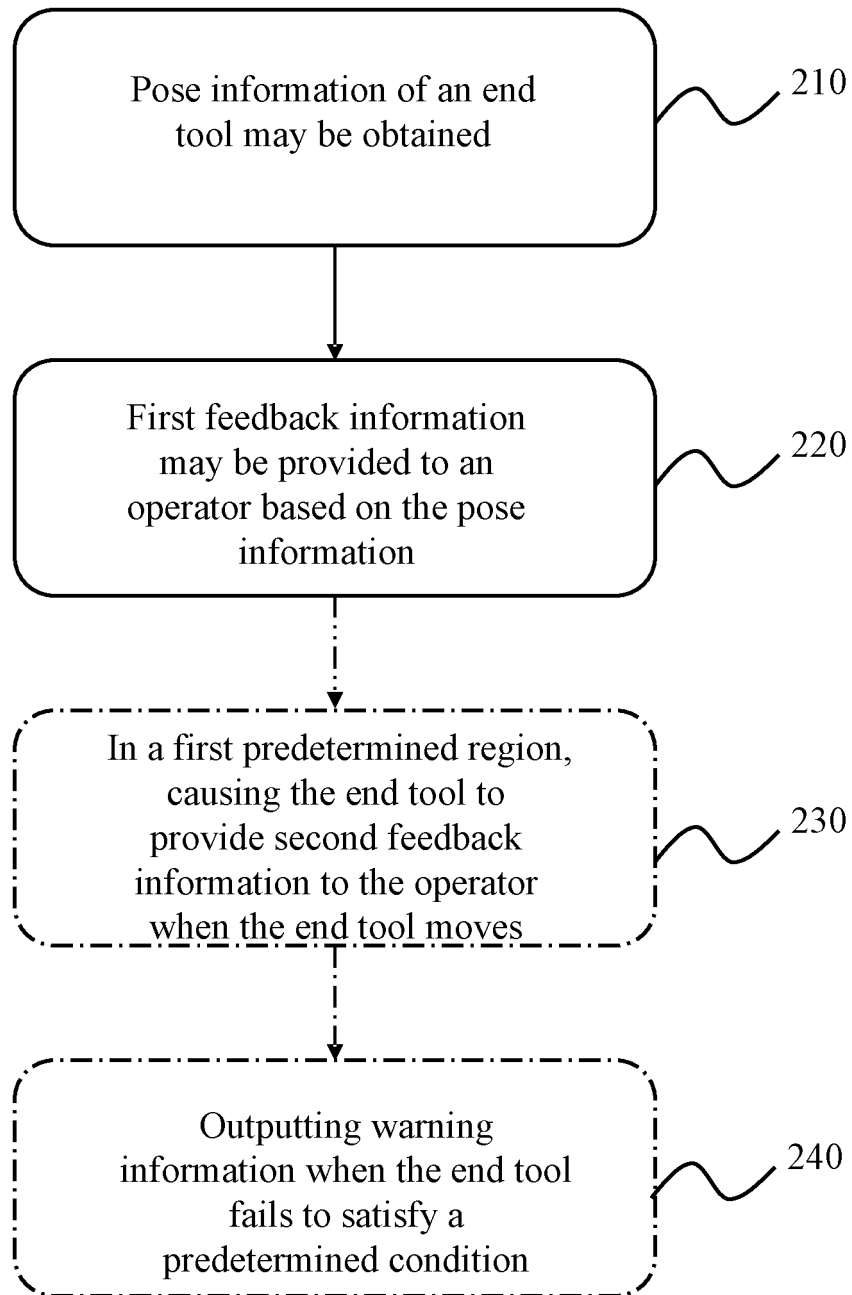 Pose information of an end
tool may be obtained
210
First feedback information
may be provided to an
operator based on the pose
information
220
In a first predetermined region,
causing the end tool to
provide second feedback
information to the operator
when the end tool moves
230
Outputting warning
information when the end tool
fails to satisfy a
predetermined condition
240